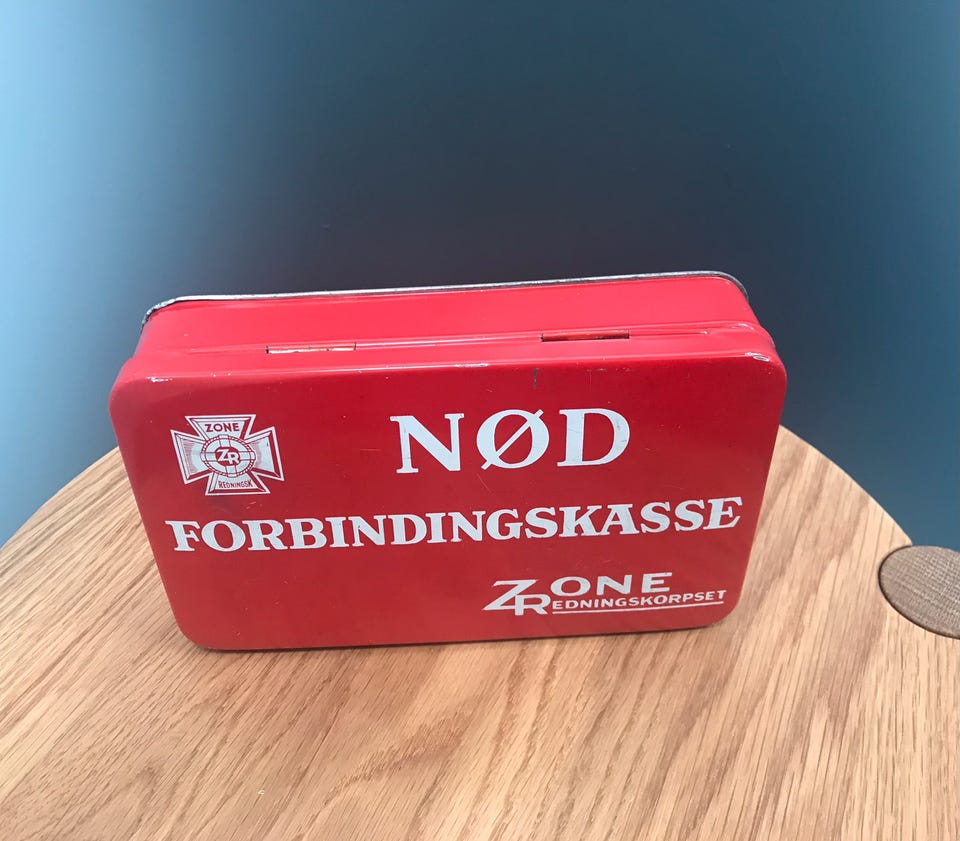 ZONE
ZR
REDNINGSK
NØD
FORBINDINGSKASSE
ZONE
REDNINGSKORPSET